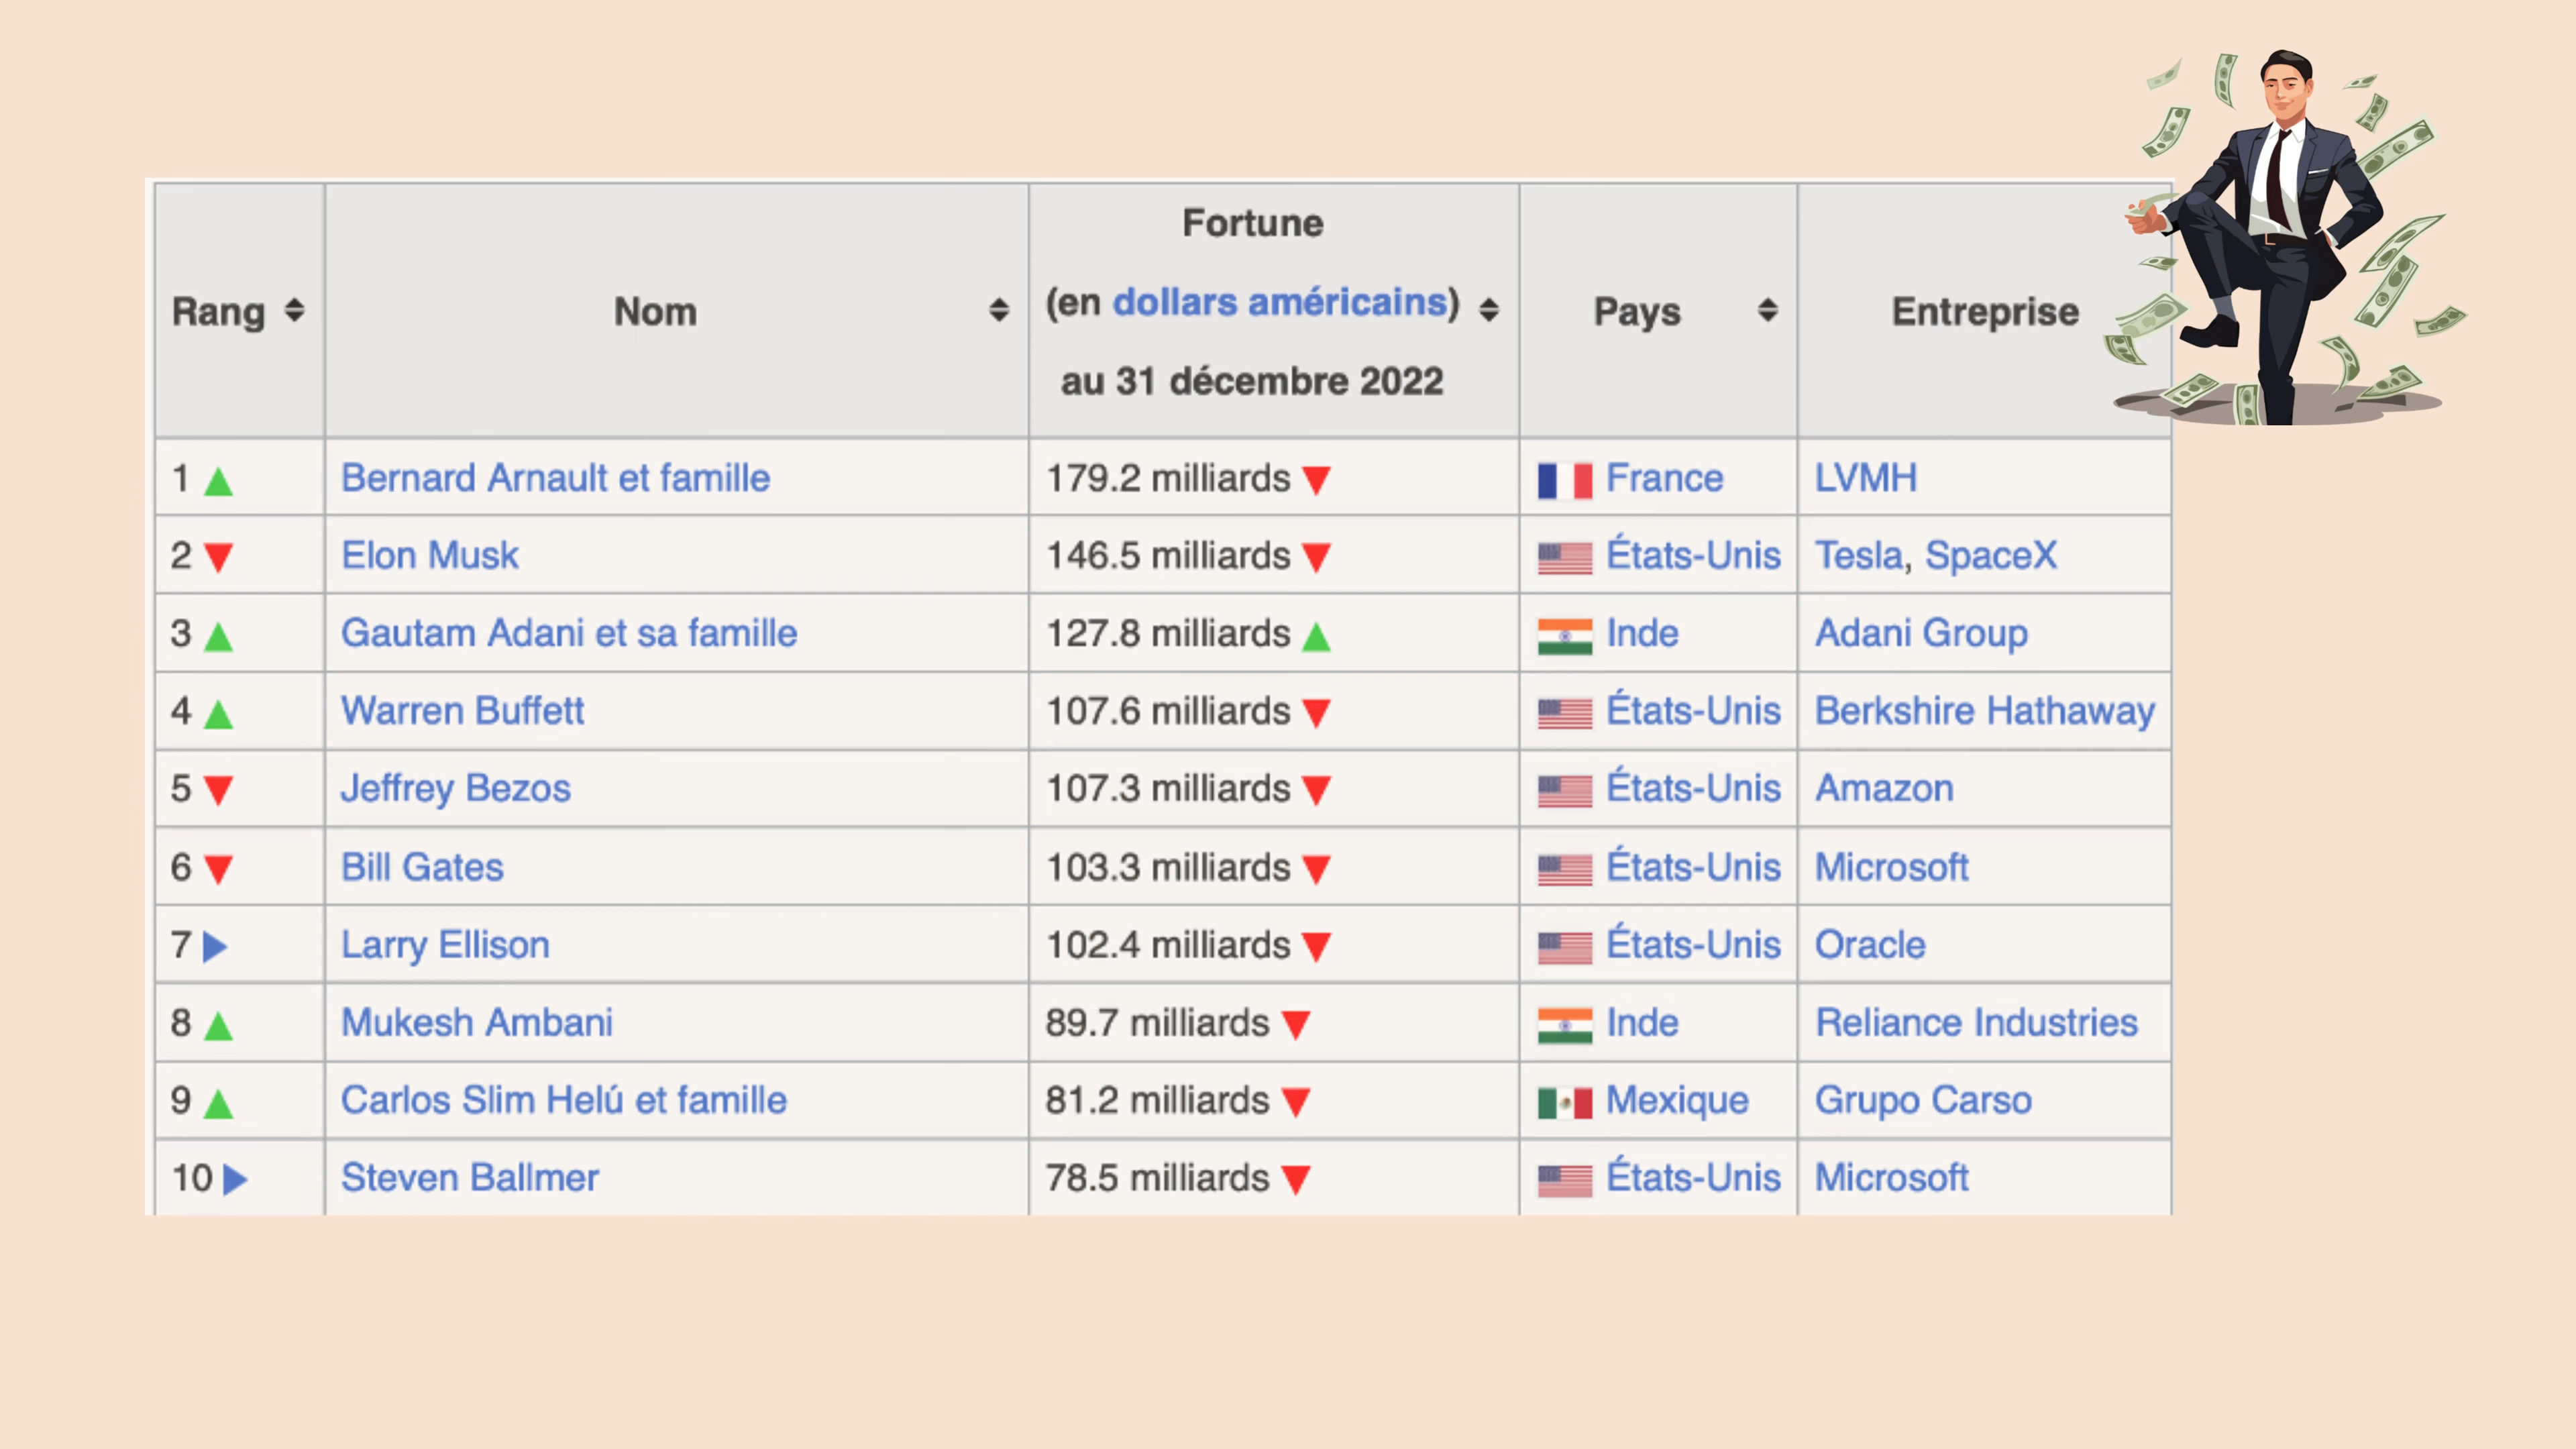 Rang Nom Fortune (en dollars américains) au 31 décembre 2022 Pays Entreprise
1 Bernard Arnault et famille 179.2 milliards France LVMH
2 Elon Musk 146.5 milliards États-Unis Tesla, SpaceX
3 Gautam Adani et sa famille 127.8 milliards Inde Adani Group
4 Warren Buffett 107.6 milliards États-Unis Berkshire Hathaway
5 Jeffrey Bezos 107.3 milliards États-Unis Amazon
6 Bill Gates 103.3 milliards États-Unis Microsoft
7 Larry Ellison 102.4 milliards États-Unis Oracle
8 Mukesh Ambani 89.7 milliards Inde Reliance Industries
9 Carlos Slim Helú et famille 81.2 milliards Mexique Grupo Carso
10 Steven Ballmer 78.5 milliards États-Unis Microsoft